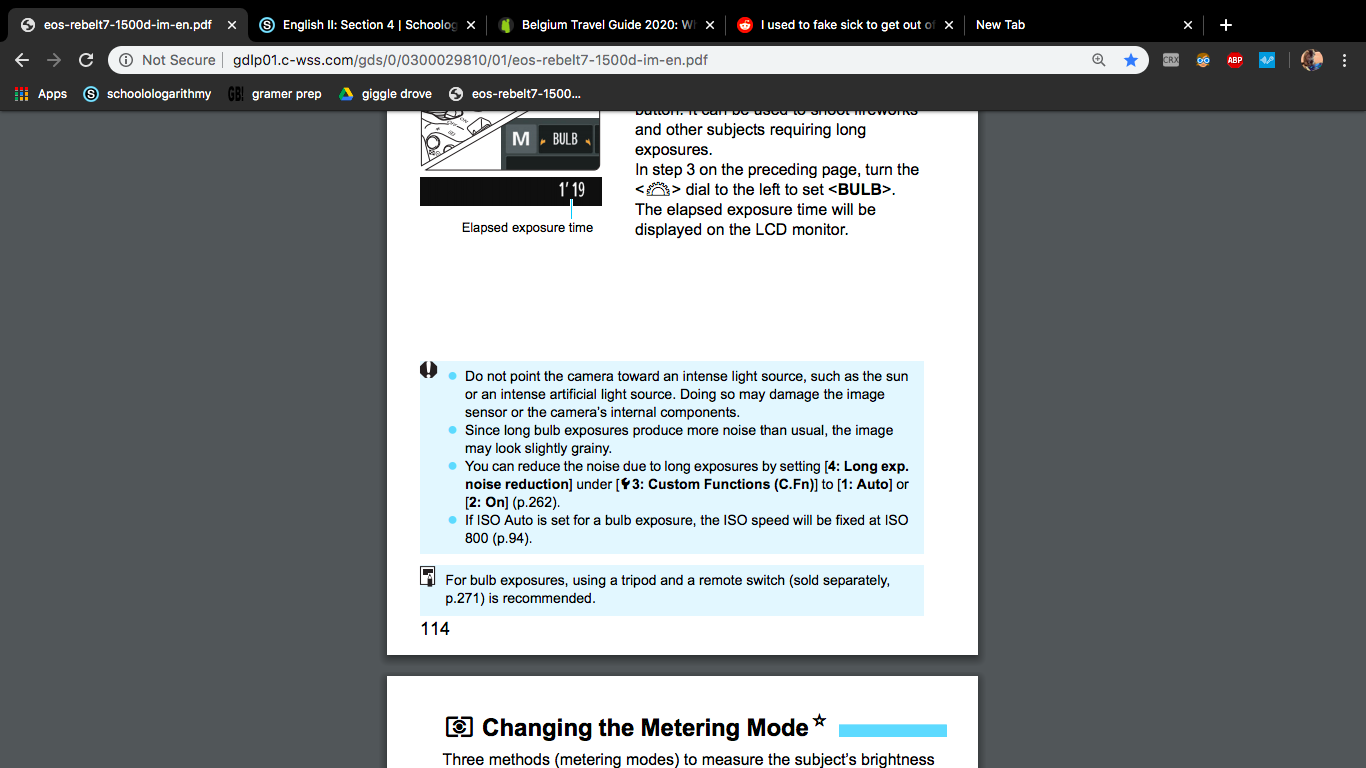 eos-rebelt7-1500d-im-en.pdf
English II: Section 4 | Schoolog
Belgium Travel Guide 2020: Wh
I used to fake sick to get out of
New Tab
Not Secure | gdlp01.c-wss.com/gds/0/0300029810/01/eos-rebelt7-1500d-im-en.pdf
CRX
ABP
Apps
schoolologarithmy
GB!
gramer prep
giggle drove
eos-rebelt7-1500...
button. It can be used to shoot fireworks
and other subjects requiring long
exposures.
In step 3 on the preceding page, turn the
< > dial to the left to set <BULB>.
The elapsed exposure time will be
displayed on the LCD monitor.
M BULB
1'19
Elapsed exposure time
Do not point the camera toward an intense light source, such as the sun
or an intense artificial light source. Doing so may damage the image
sensor or the camera's internal components.
Since long bulb exposures produce more noise than usual, the image
may look slightly grainy.
You can reduce the noise due to long exposures by setting [4: Long exp.
noise reduction] under [3: Custom Functions (C.Fn)] to [1: Auto] or
[2: On] (p.262).
If ISO Auto is set for a bulb exposure, the ISO speed will be fixed at ISO
800 (p.94).
For bulb exposures, using a tripod and a remote switch (sold separately,
p.271) is recommended.
114
Changing the Metering Mode☆
Three methods (metering modes) to measure the subject's brightness